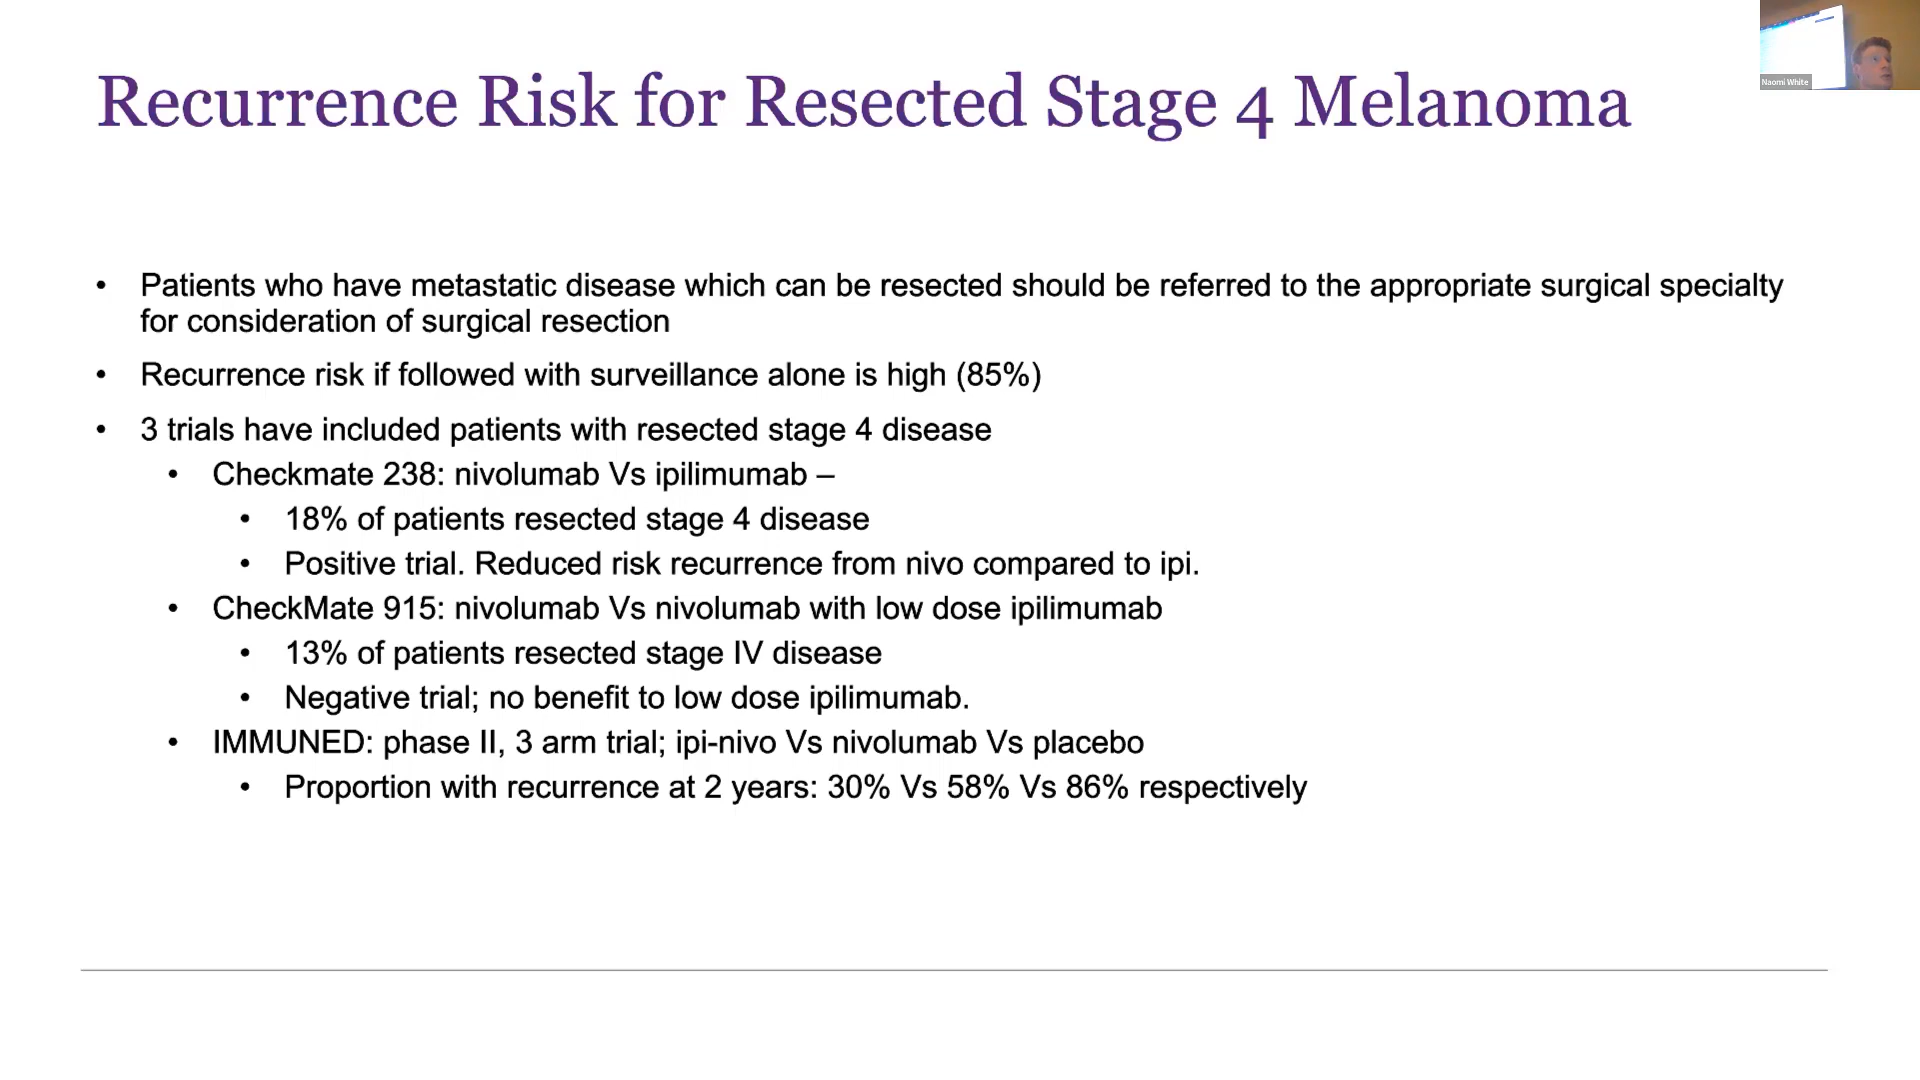 Recurrence Risk for Resected Stage 4 Melanoma
Naomi White
• Patients who have metastatic disease which can be resected should be referred to the appropriate surgical specialty
for consideration of surgical resection
• Recurrence risk if followed with surveillance alone is high (85%)
• 3 trials have included patients with resected stage 4 disease
• Checkmate 238: nivolumab Vs ipilimumab –
• 18% of patients resected stage 4 disease
• Positive trial. Reduced risk recurrence from nivo compared to ipi.
• CheckMate 915: nivolumab Vs nivolumab with low dose ipilimumab
• 13% of patients resected stage IV disease
• Negative trial; no benefit to low dose ipilimumab.
• IMMUNED: phase II, 3 arm trial; ipi-nivo Vs nivolumab Vs placebo
• Proportion with recurrence at 2 years: 30% Vs 58% Vs 86% respectively